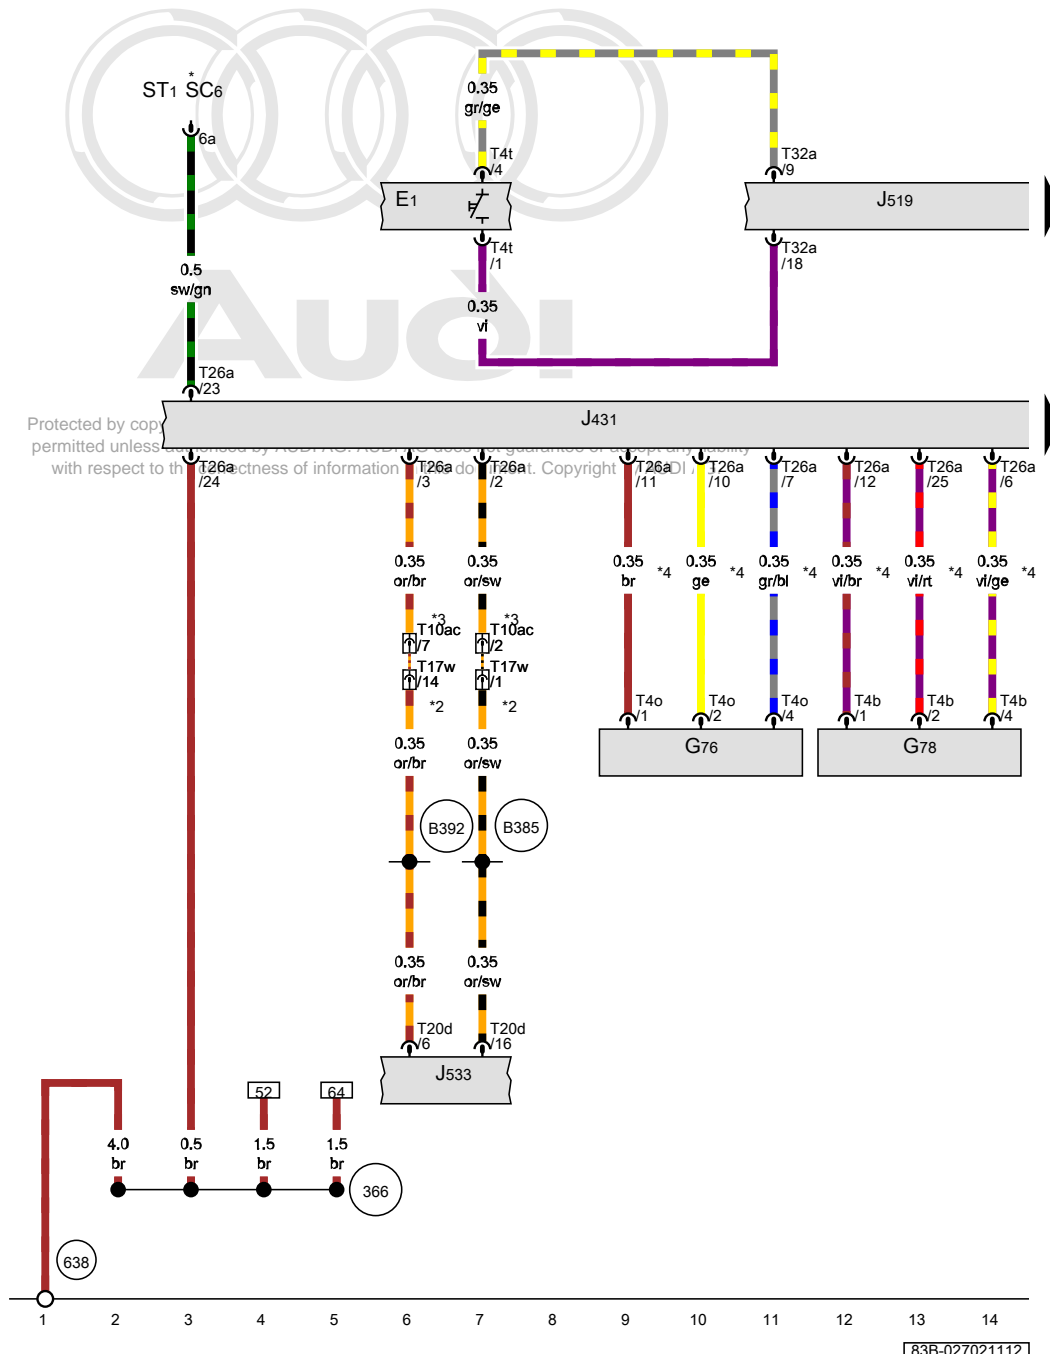 ST1 SC6
*
6a
0.5
sw/gn
T26a
/23
0.35
gr/ge
T4t
/4
T32a
/9
E1
J519
T4t
/1
T32a
/18
0.35
vi
Audi
J431
Protected by copy
permitted unless
with respect to th
ectness of information
t. Copyright
T26a
/24
T26a
/3
T26a
/2
T26a
/11
T26a
/10
T26a
/7
T26a
/12
T26a
/25
T26a
/6
0.35
or/br
0.35
or/sw
0.35
br
*4
0.35
ge
*4
0.35
gr/bl
*4
0.35
vi/br
*4
0.35
vi/rt
*4
0.35
vi/ge
*4
*3
T10ac
/7
*3
T10ac
/2
T17w
/14
T17w
/1
*2
*2
T4o
/1
T4o
/2
T4o
/4
T4b
/1
T4b
/2
T4b
/4
G76
G78
0.35
or/br
0.35
or/sw
B392
B385
0.35
or/br
0.35
or/sw
T20d
/6
T20d
/16
J533
52
64
4.0
br
0.5
br
1.5
br
1.5
br
366
638
1 2 3 4 5 6 7 8 9 10 11 12 13 14
83B-027021112